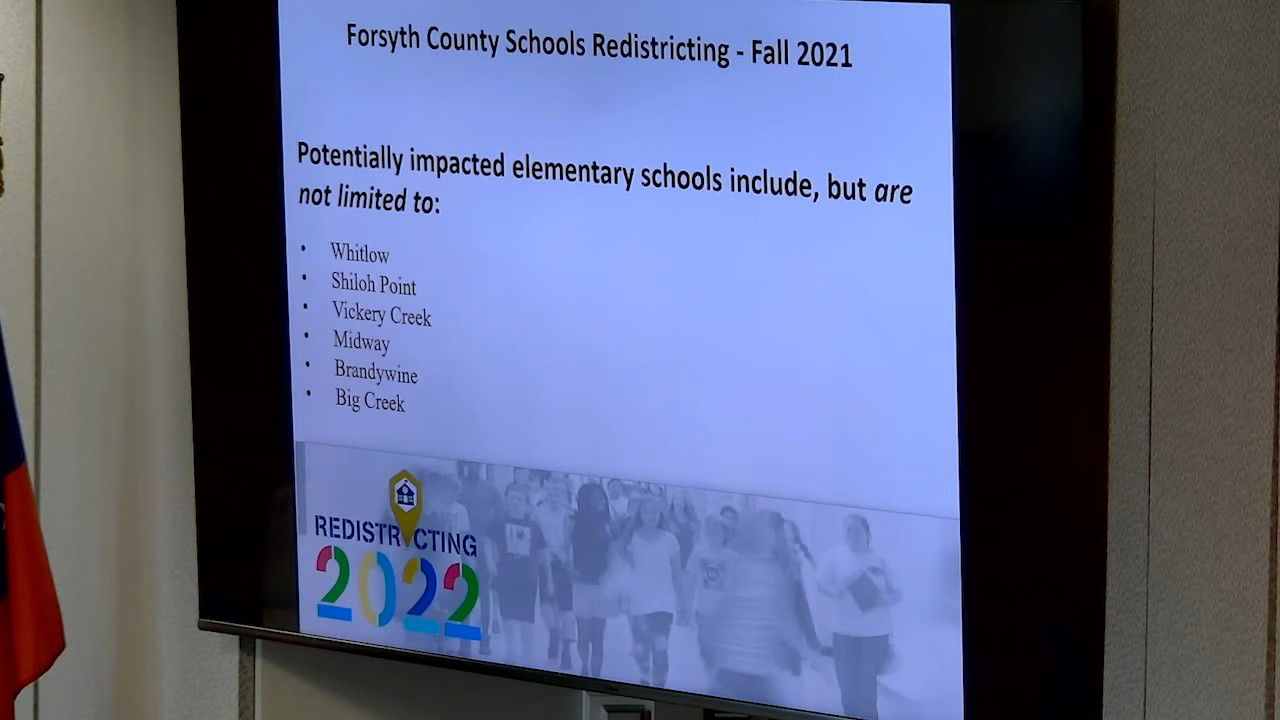 Forsyth County Schools Redistricting - Fall 2021
Potentially impacted elementary schools include, but are
not limited to:
• Whitlow
• Shiloh Point
• Vickery Creek
• Midway
• Brandywine
• Big Creek
REDISTRICTING
2022